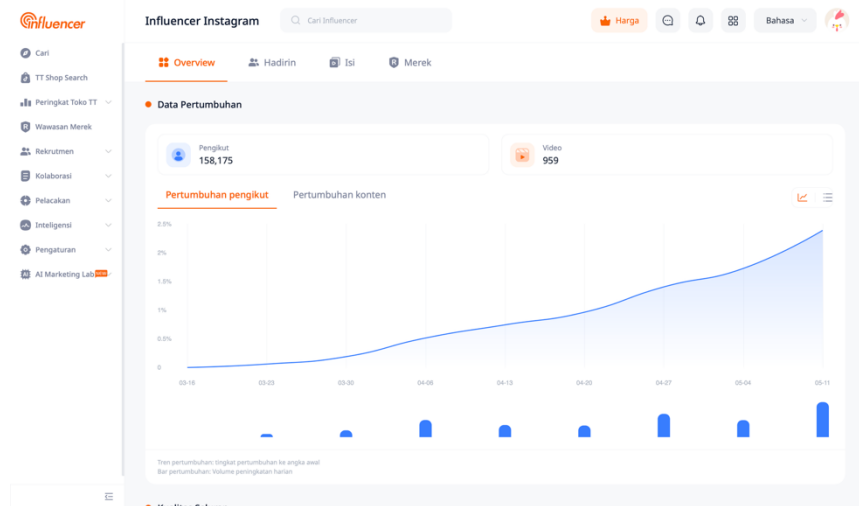 influencer
Influencer Instagram
Cari Influencer
Harga
Bahasa
Cari
TT Shop Search
Peringkat Toko TT
Wawasan Merek
Rekrutmen
Kolaborasi
Pelacakan
Inteligensi
Pengaturan
AI Marketing Lab
Overview
Hadirin
Isi
Merek
Data Pertumbuhan
Pengikut
158,175
Video
959
Pertumbuhan pengikut
Pertumbuhan konten
2.5%
2%
1.5%
1%
0.5%
0
03-16 03-23 03-30 04-06 04-13 04-20 04-27 05-04 05-11
Tren pertumbuhan: tingkat pertumbuhan ke angka awal
Bar pertumbuhan: Volume peningkatan harian